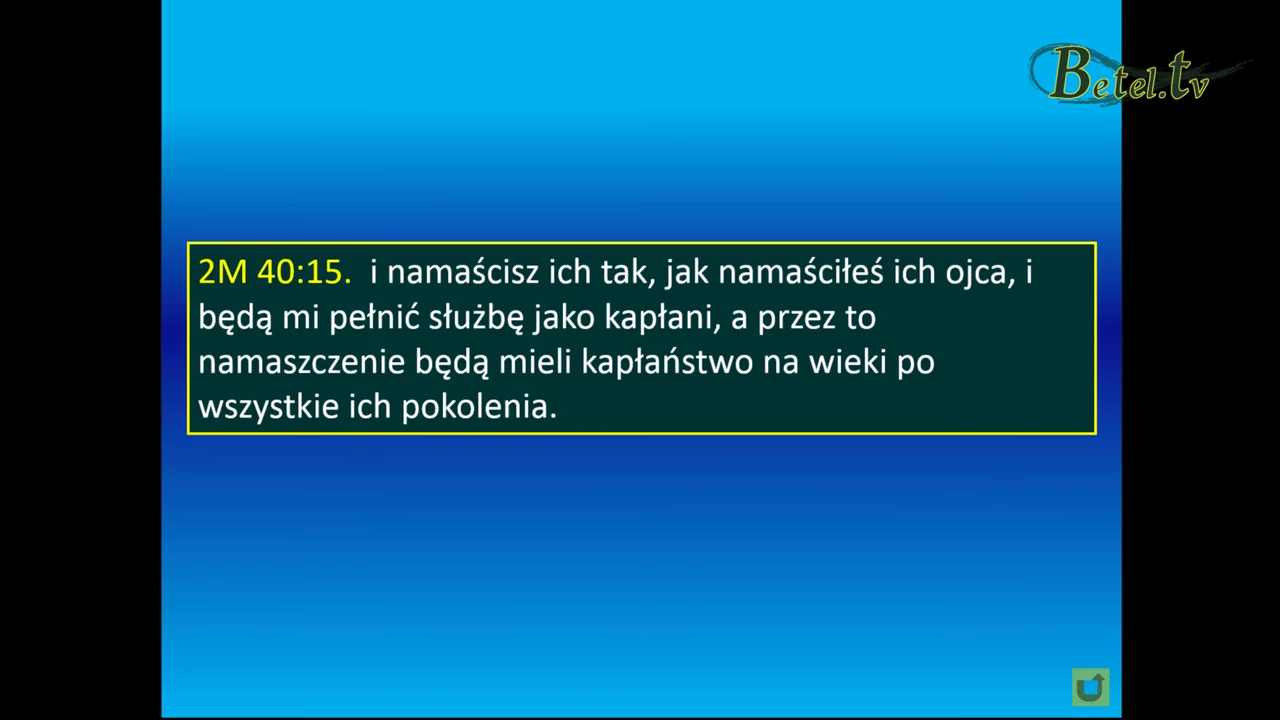 Betel.tv
2M 40:15. i namaścisz ich tak, jak namaściłeś ich ojca, i
będą mi pełnić służbę jako kapłani, a przez to
namaszczenie będą mieli kapłaństwo na wieki po
wszystkie ich pokolenia.